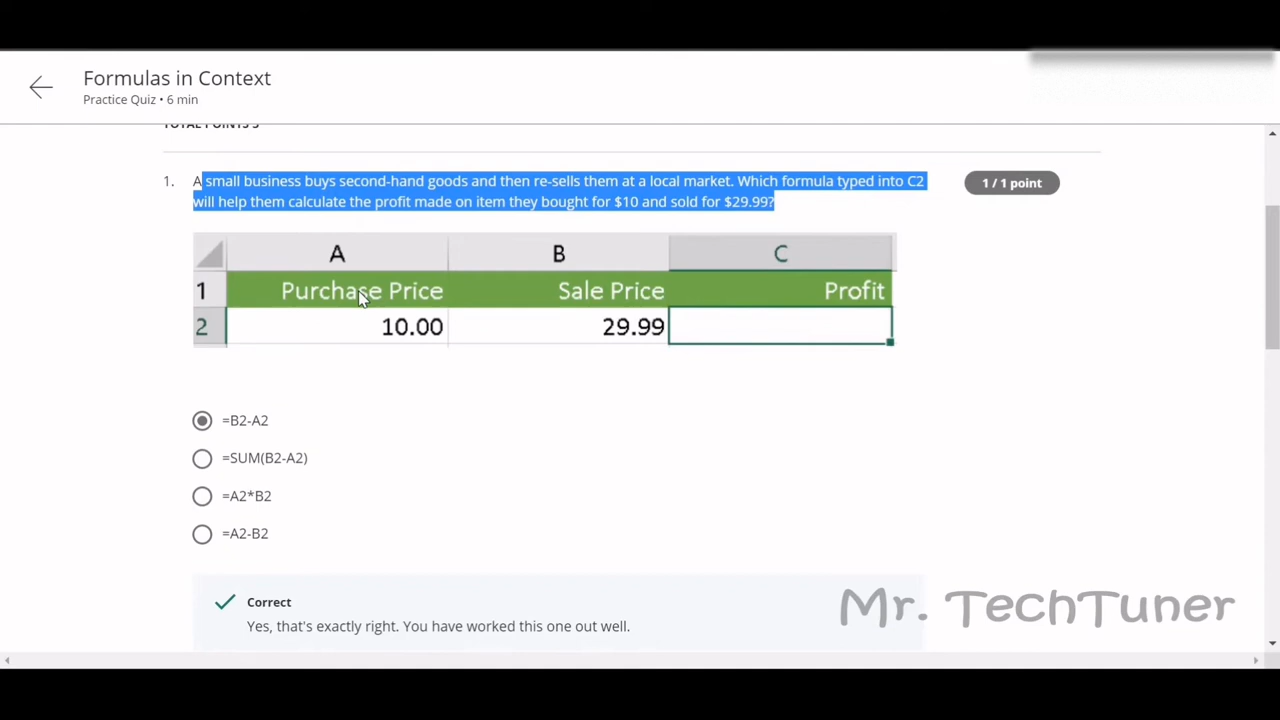 Formulas in Context
Practice Quiz • 6 min
TOTAL POINTS 5
1. A small business buys second-hand goods and then re-sells them at a local market. Which formula typed into C2
will help them calculate the profit made on item they bought for $10 and sold for $29.99?
1 / 1 point
A B C
1 Purchase Price Sale Price Profit
2 10.00 29.99
=B2-A2
=SUM(B2-A2)
=A2*B2
=A2-B2
Correct
Yes, that's exactly right. You have worked this one out well.
Mr. TechTuner